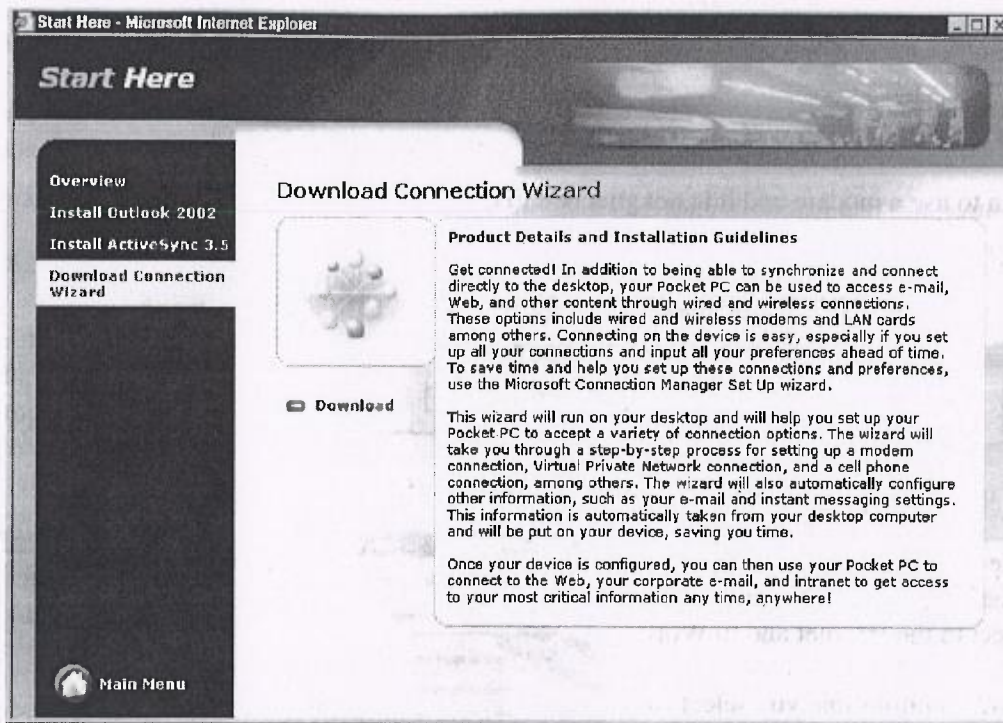 Start Here - Microsoft Internet Explorer
Start Here
Overview
Install Outlook 2002
Install ActiveSync 3.5
Download Connection
Wizard
Main Menu
Download Connection Wizard
Download
Product Details and Installation Guidelines
Get connected! In addition to being able to synchronize and connect
directly to the desktop, your Pocket PC can be used to access e-mail,
Web, and other content through wired and wireless connections.
These options include wired and wireless modems and LAN cards
among others. Connecting on the device is easy, especially if you set
up all your connections and input all your preferences ahead of time.
To save time and help you set up these connections and preferences,
use the Microsoft Connection Manager Set Up wizard.
This wizard will run on your desktop and will help you set up your
Pocket PC to accept a variety of connection options. The wizard will
take you through a step-by-step process for setting up a modem
connection, Virtual Private Network connection, and a cell phone
connection, among others. The wizard will also automatically configure
other information, such as your e-mail and instant messaging settings.
This information is automatically taken from your desktop computer
and will be put on your device, saving you time.
Once your device is configured, you can then use your Pocket PC to
connect to the Web, your corporate e-mail, and intranet to get access
to your most critical information any time, anywhere!